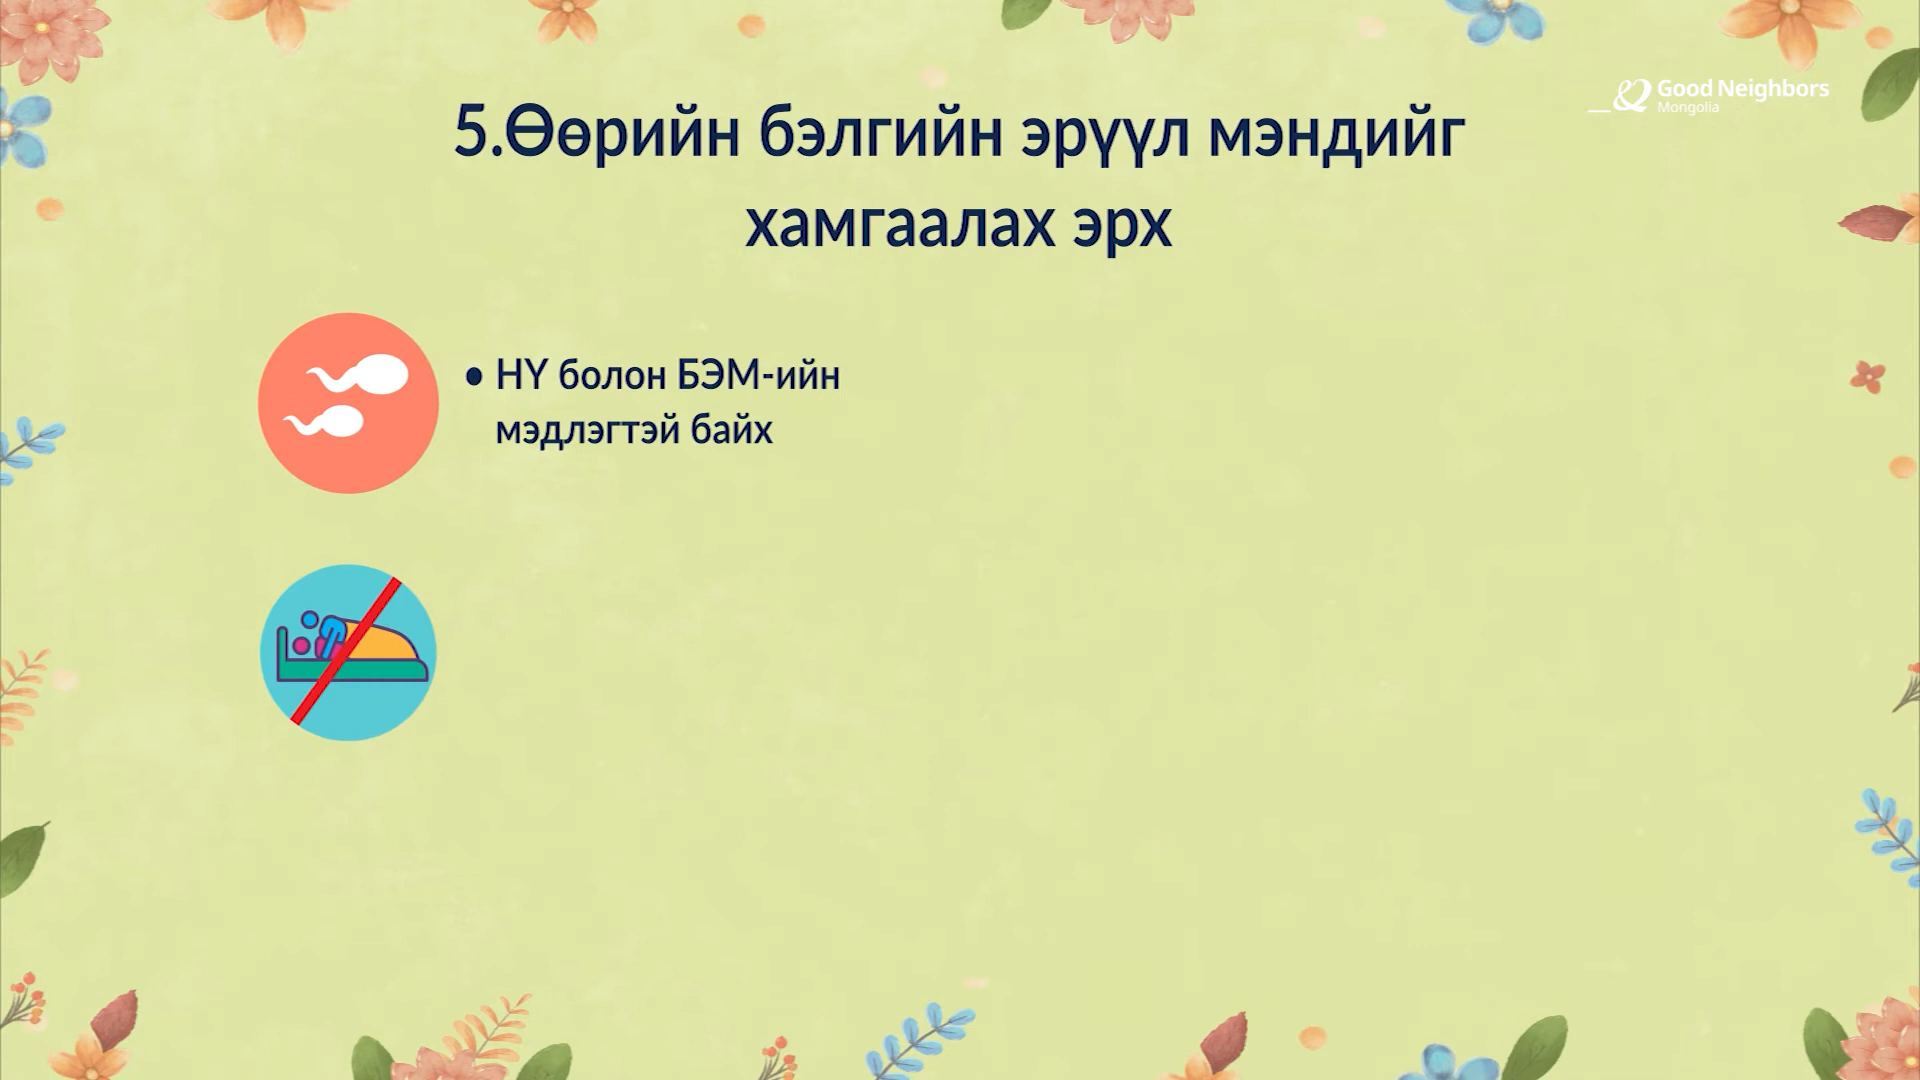 Good Neighbors
Mongolia
5.Өөрийн бэлгийн эрүүл мэндийг
хамгаалах эрх
• НҮ болон БЭМ-ийн
мэдлэгтэй байх